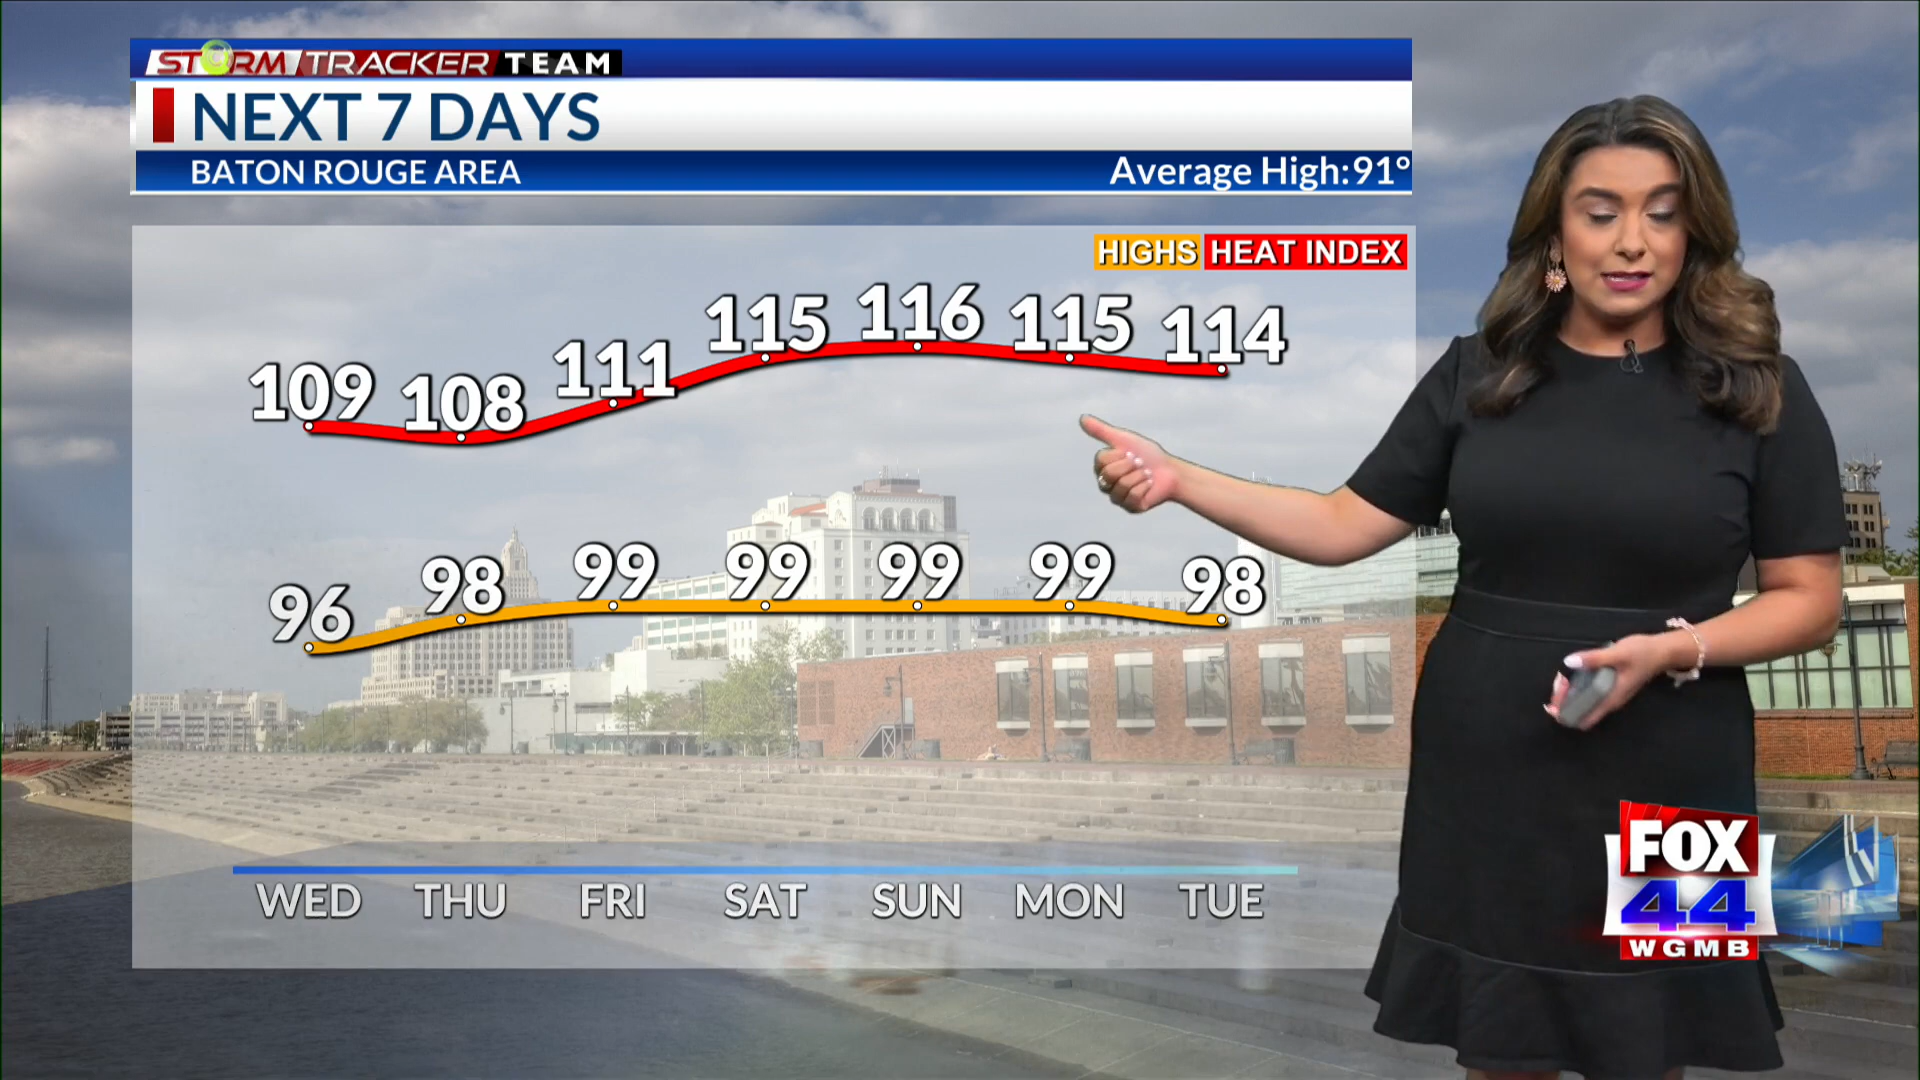 STORM TRACKER TEAM
NEXT 7 DAYS
BATON ROUGE AREA Average High:91°
HIGHS HEAT INDEX
109 108 111 115 116 115 114
96 98 99 99 99 99 98
WED THU FRI SAT SUN MON TUE
FOX
44
WGMB